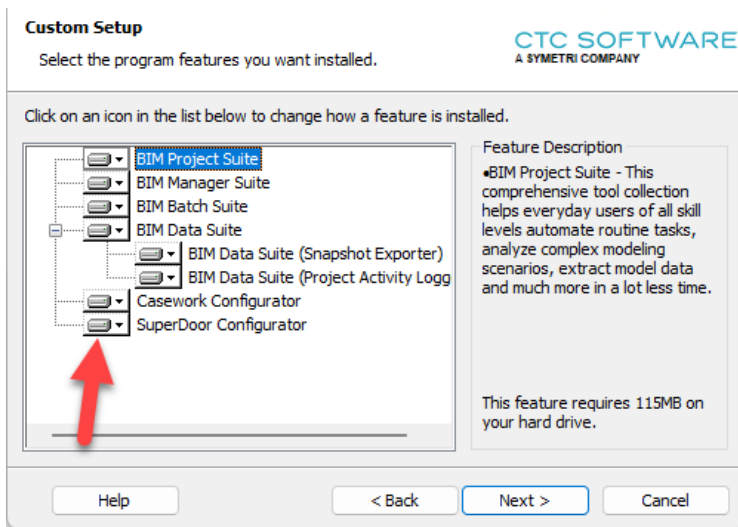 Custom Setup
Select the program features you want installed.
CTC SOFTWARE
A SYMETRI COMPANY
Click on an icon in the list below to change how a feature is installed.
BIM Project Suite
BIM Manager Suite
BIM Batch Suite
BIM Data Suite
BIM Data Suite (Snapshot Exporter)
BIM Data Suite (Project Activity Logg
Casework Configurator
SuperDoor Configurator
Feature Description
•BIM Project Suite - This
comprehensive tool collection
helps everyday users of all skill
levels automate routine tasks,
analyze complex modeling
scenarios, extract model data
and much more in a lot less time.
This feature requires 115MB on
your hard drive.
Help
< Back
Next >
Cancel